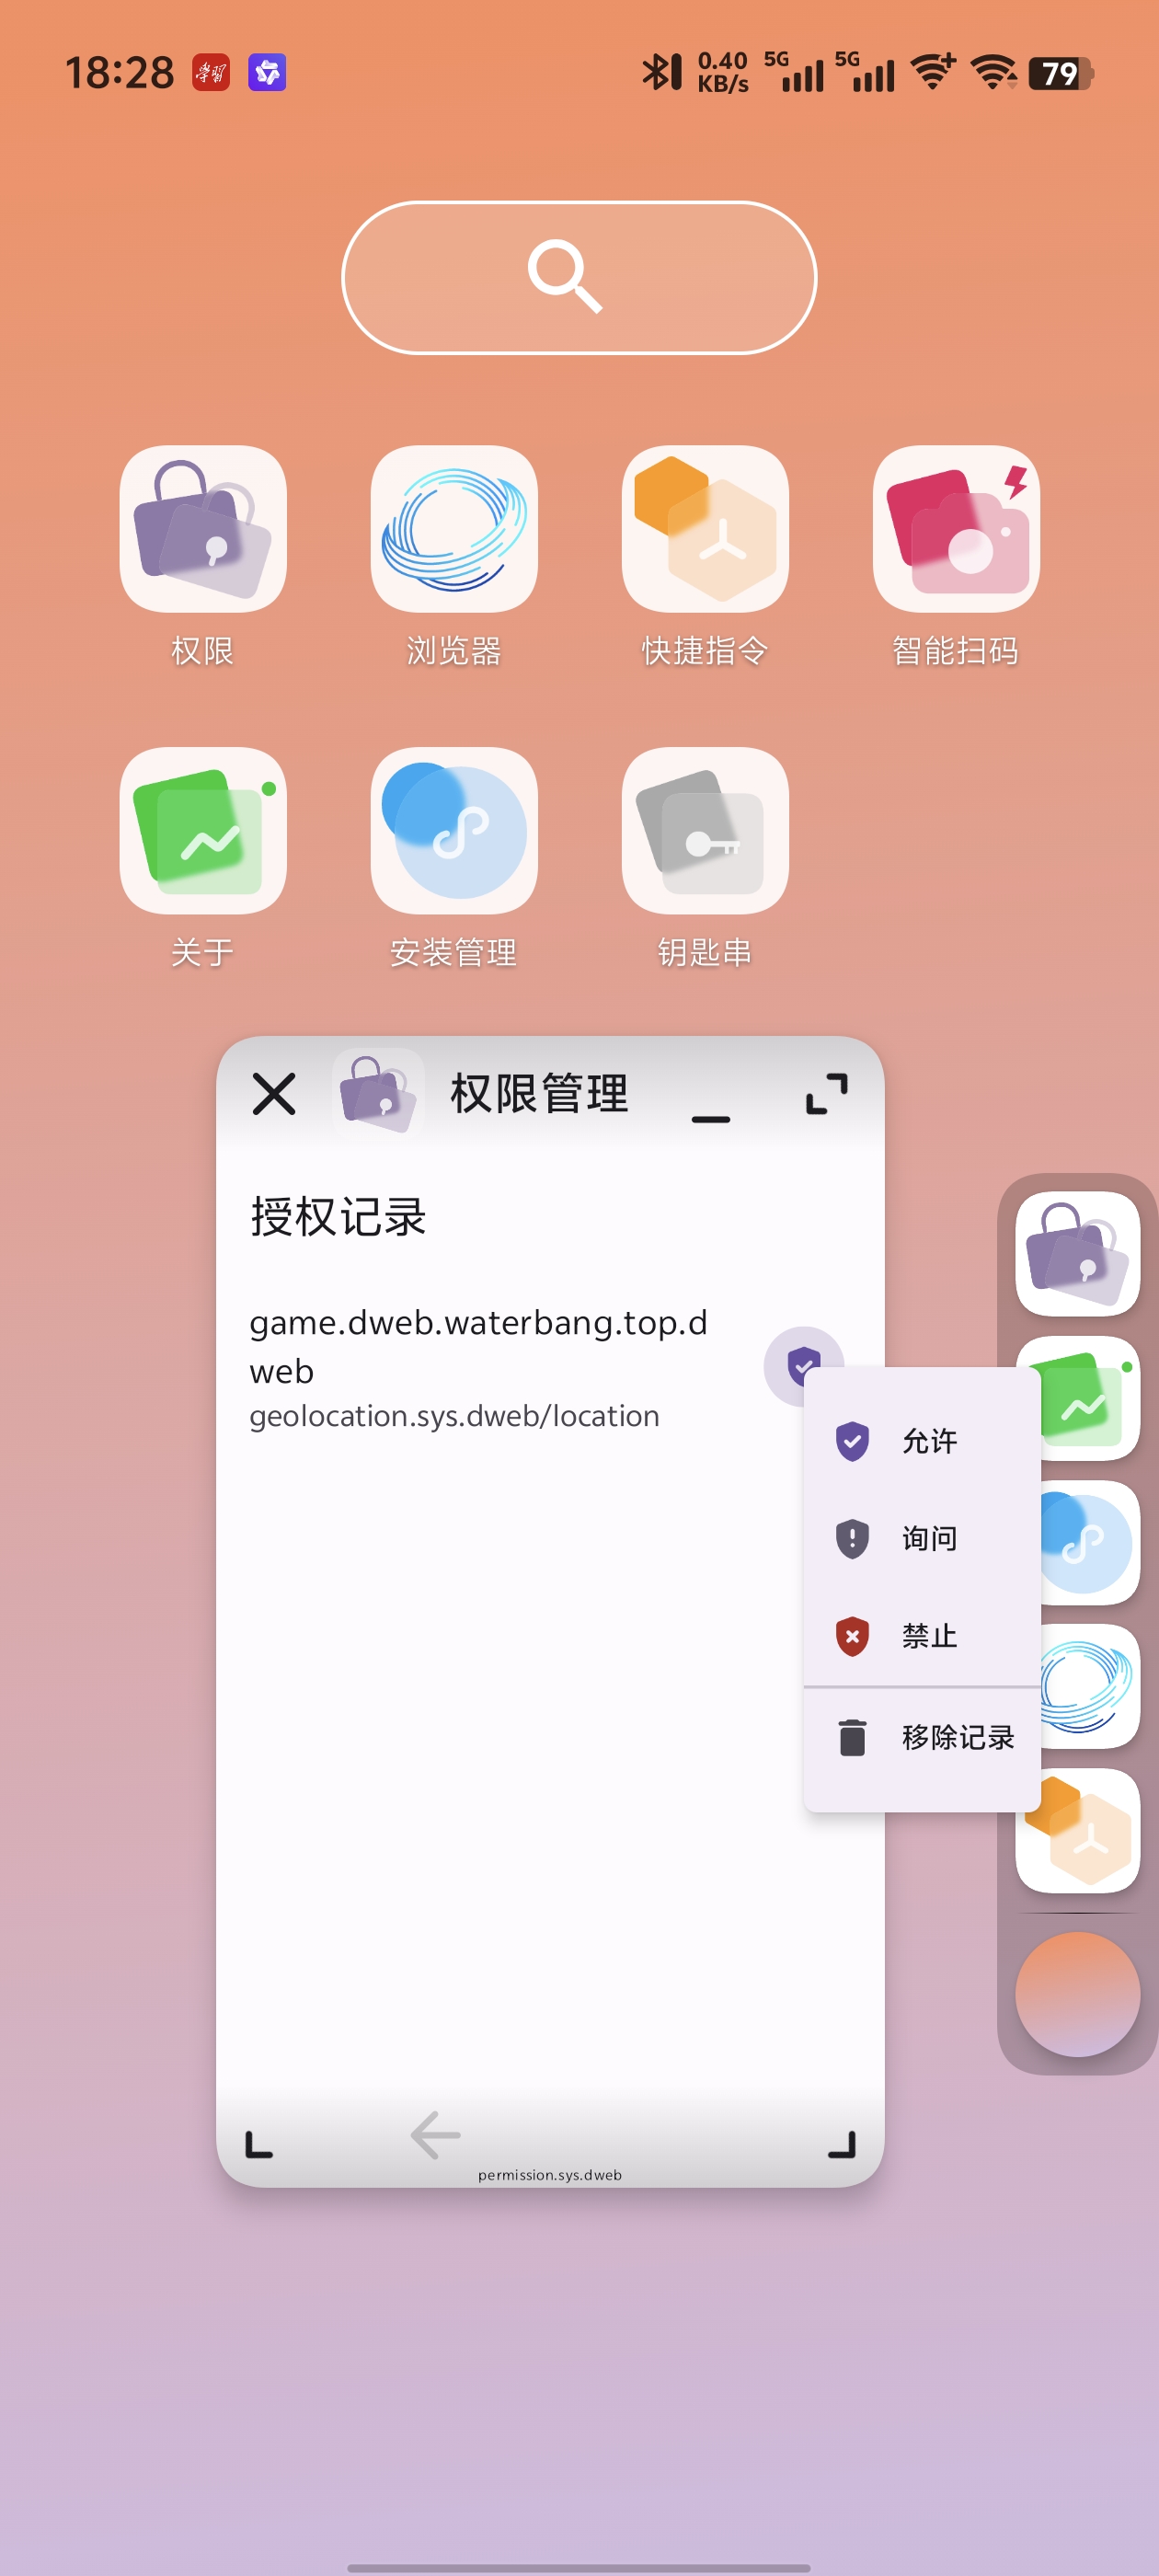 18:28
学習
0.40
KB/s
5G
5G
79
权限
浏览器
快捷指令
智能扫码
关于
安装管理
钥匙串
权限管理
授权记录
game.dweb.waterbang.top.d
web
geolocation.sys.dweb/location
允许
询问
禁止
移除记录
permission.sys.dweb